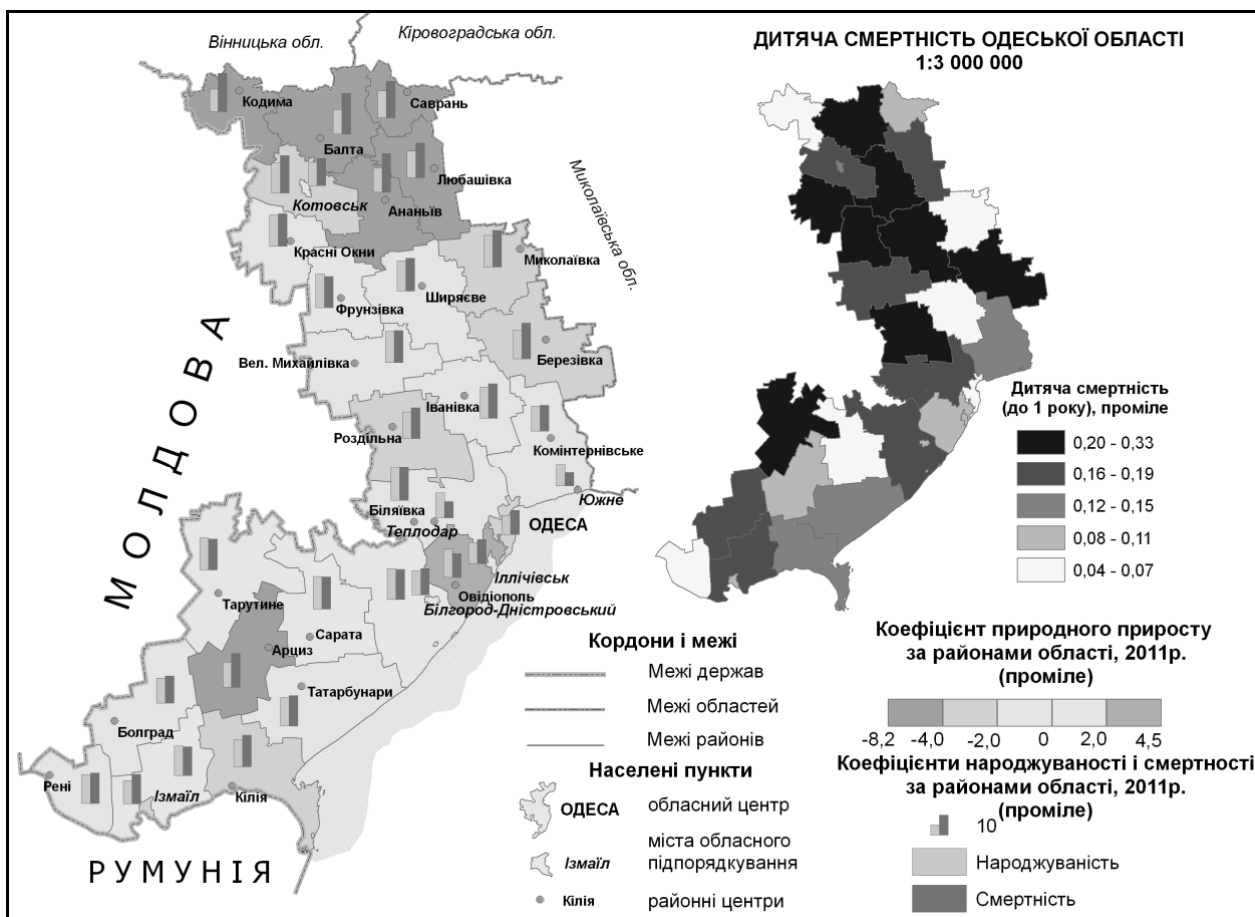 Вінницька обл.
Кіровоградська обл.
Миколаївська обл.
МОЛДОВА
РУМУНІЯ
Кодима
Саврань
Балта
Любашівка
Котовськ
Ананьїв
Красні Окни
Миколаївка
Ширяєве
Фрунзівка
Вел. Михайлівка
Березівка
Іванівка
Роздільна
Комінтернівське
Южне
Біляївка
Теплодар
ОДЕСА
Іллічівськ
Овідіополь
Білгород-Дністровський
Тарутине
Сарата
Арциз
Татарбунари
Болград
Рені
Ізмаїл
Кілія
ДИТЯЧА СМЕРТНІСТЬ ОДЕСЬКОЇ ОБЛАСТІ
1:3 000 000
Дитяча смертність
(до 1 року), проміле
0,20 - 0,33
0,16 - 0,19
0,12 - 0,15
0,08 - 0,11
0,04 - 0,07
Кордони і межі
Межі держав
Межі областей
Межі районів
Населені пункти
ОДЕСА обласний центр
Ізмаїл міста обласного
підпорядкування
Кілія районні центри
Коефіцієнт природного приросту
за районами області, 2011р.
(проміле)
-8,2 -4,0 -2,0 0 2,0 4,5
Коефіцієнти народжуваності і смертності
за районами області, 2011р.
(проміле)
10
Народжуваність
Смертність